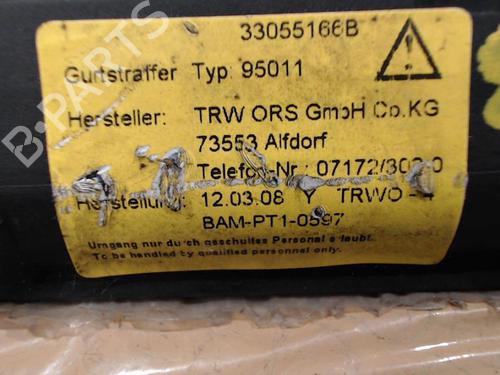 33055166B
Gurtstraffer Typ 95011
Hersteller: TRW ORS GmbH Co.KG
73553 Alfdorf
Telefon-Nr.: 07172/302-0
Herstellung: 12.03.08 Y TRWO -
BAM-PT1-0597
Umgang nur durch geschultes Personal erlaubt.
To be handled by qualified personnel only.
B-PARTS